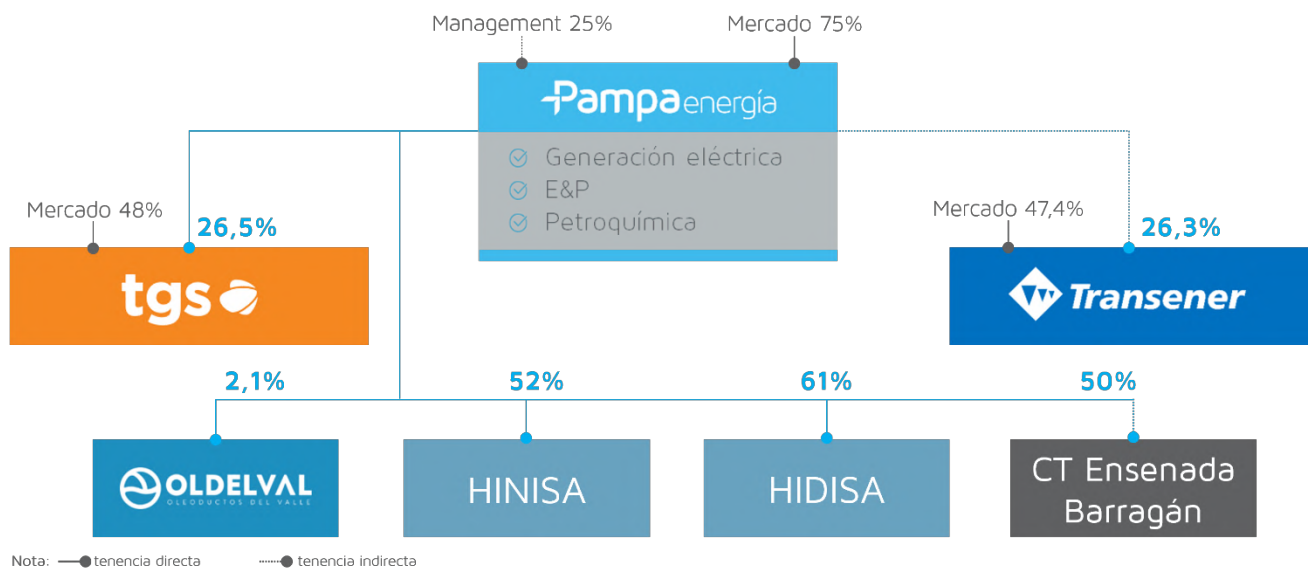 Management 25%
Mercado 75%
Pampa energía
Generación eléctrica
E&P
Petroquímica
Mercado 48%
26,5%
Mercado 47,4%
26,3%
tgs
Transener
2,1%
52%
61%
50%
OLDELVAL
OLEODUCTOS DEL VALLE
HINISA
HIDISA
CT Ensenada
Barragán
Nota: tenencia directa tenencia indirecta